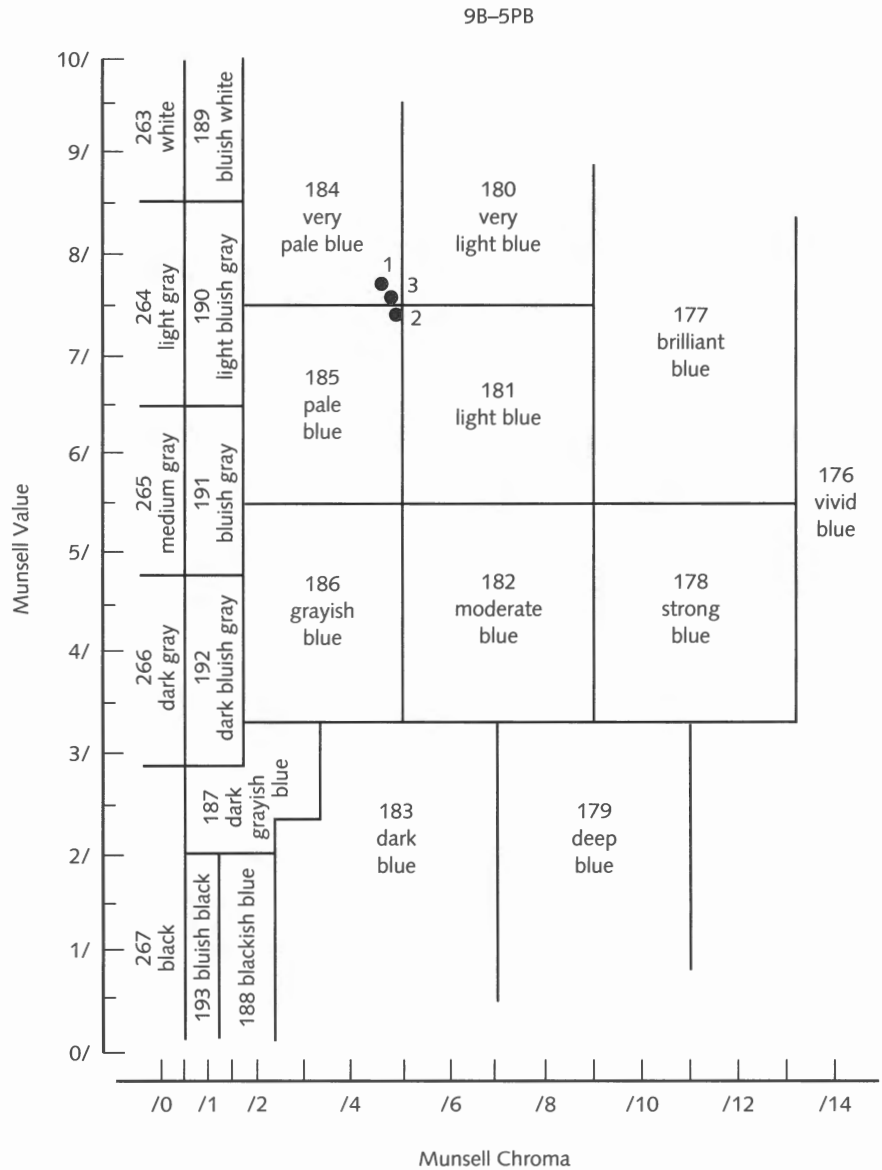 9B–5PB
10/
9/
8/
7/
6/
5/
4/
3/
2/
1/
0/
Munsell Value
263
white
189
bluish white
264
light gray
190
light bluish gray
265
medium gray
191
bluish gray
266
dark gray
192
dark bluish gray
267
black
193 bluish black
188 blackish blue
187
dark
grayish
blue
184
very
pale blue
180
very
light blue
1
3
2
177
brilliant
blue
185
pale
blue
181
light blue
176
vivid
blue
186
grayish
blue
182
moderate
blue
178
strong
blue
183
dark
blue
179
deep
blue
/0
/1
/2
/4
/6
/8
/10
/12
/14
Munsell Chroma